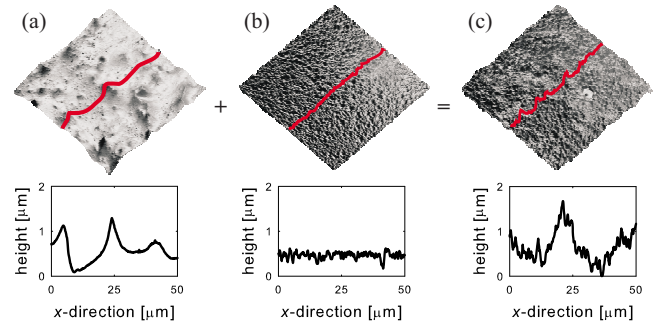 (a) (b) (c)
+ =
2 2 2
height [μm] height [μm] height [μm]
1 1 1
0 0 0
0 25 50 0 25 50 0 25 50
x-direction [μm] x-direction [μm] x-direction [μm]